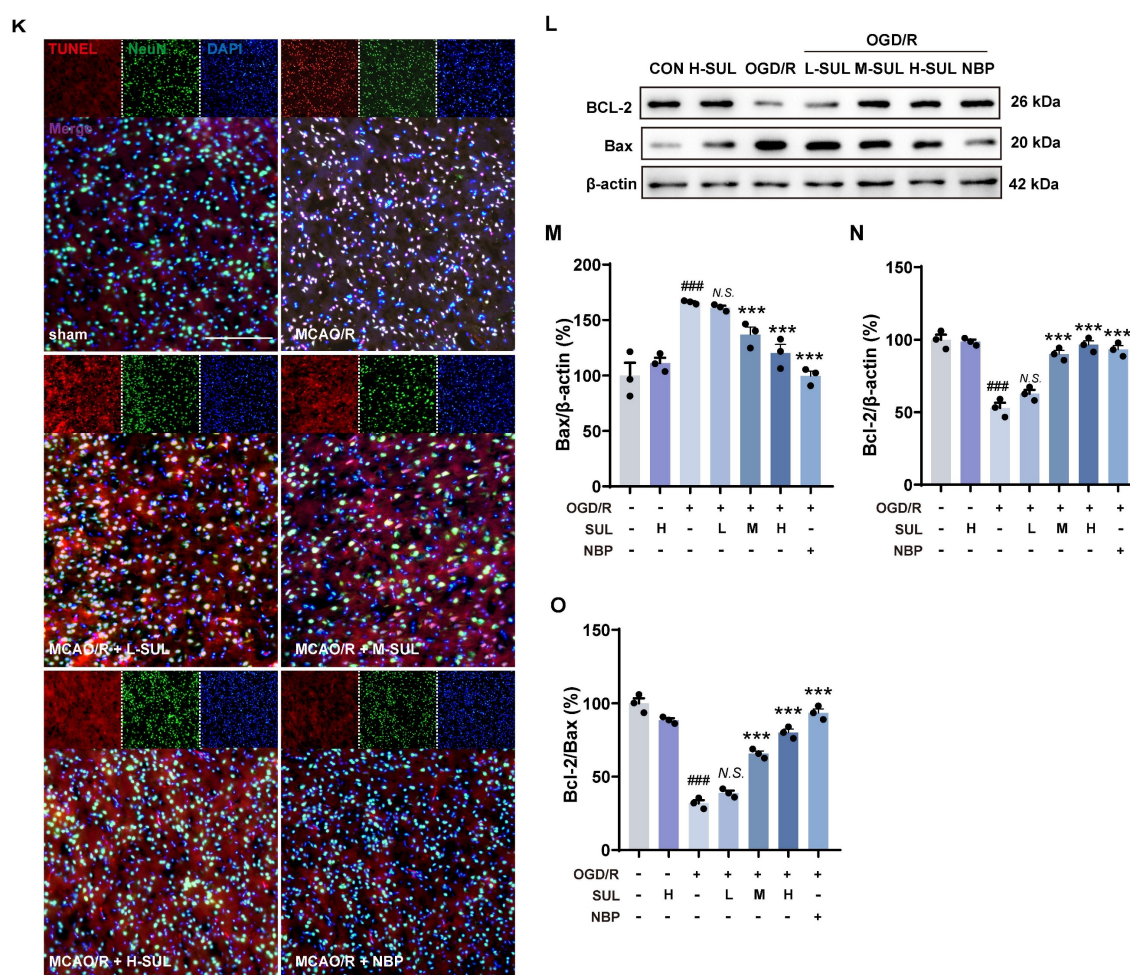 K
TUNEL NeuN DAPI
Merge
sham
MCAO/R
MCAO/R + L-SUL
MCAO/R + M-SUL
MCAO/R + H-SUL
MCAO/R + NBP
L
OGD/R
CON H-SUL OGD/R L-SUL M-SUL H-SUL NBP
BCL-2 26 kDa
Bax 20 kDa
β-actin 42 kDa
M
Bax/β-actin (%)
200
150
100
50
0
### N.S. *** *** ***
OGD/R - - + + + + +
SUL - H - L M H -
NBP - - - - - - +
N
Bcl-2/β-actin (%)
150
100
50
0
### N.S. *** *** ***
OGD/R - - + + + + +
SUL - H - L M H -
NBP - - - - - - +
O
Bcl-2/Bax (%)
150
100
50
0
### N.S. *** *** ***
OGD/R - - + + + + +
SUL - H - L M H -
NBP - - - - - - +